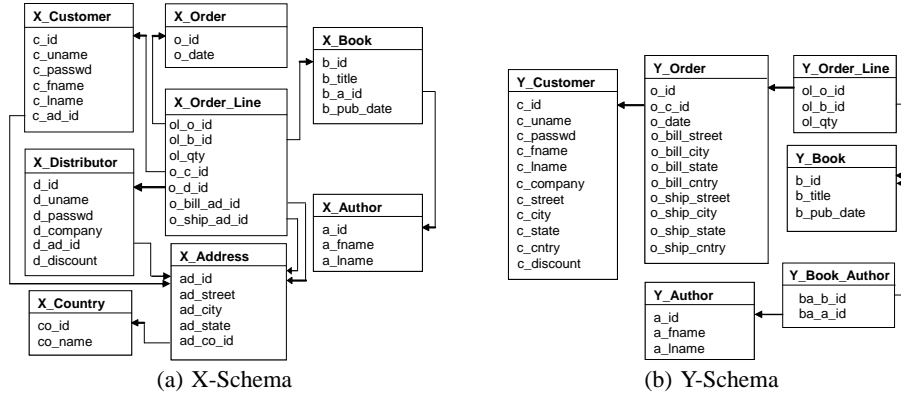 X_Customer
c_id
c_uname
c_passwd
c_fname
c_lname
c_ad_id
X_Order
o_id
o_date
X_Book
b_id
b_title
b_a_id
b_pub_date
X_Order_Line
ol_o_id
ol_b_id
ol_qty
o_c_id
o_d_id
o_bill_ad_id
o_ship_ad_id
X_Distributor
d_id
d_uname
d_passwd
d_company
d_ad_id
d_discount
X_Author
a_id
a_fname
a_lname
X_Address
ad_id
ad_street
ad_city
ad_state
ad_co_id
X_Country
co_id
co_name
(a) X-Schema
Y_Customer
c_id
c_uname
c_passwd
c_fname
c_lname
c_company
c_street
c_city
c_state
c_cntry
c_discount
Y_Order
o_id
o_c_id
o_date
o_bill_street
o_bill_city
o_bill_state
o_bill_cntry
o_ship_street
o_ship_city
o_ship_state
o_ship_cntry
Y_Order_Line
ol_o_id
ol_b_id
ol_qty
Y_Book
b_id
b_title
b_pub_date
Y_Book_Author
ba_b_id
ba_a_id
Y_Author
a_id
a_fname
a_lname
(b) Y-Schema